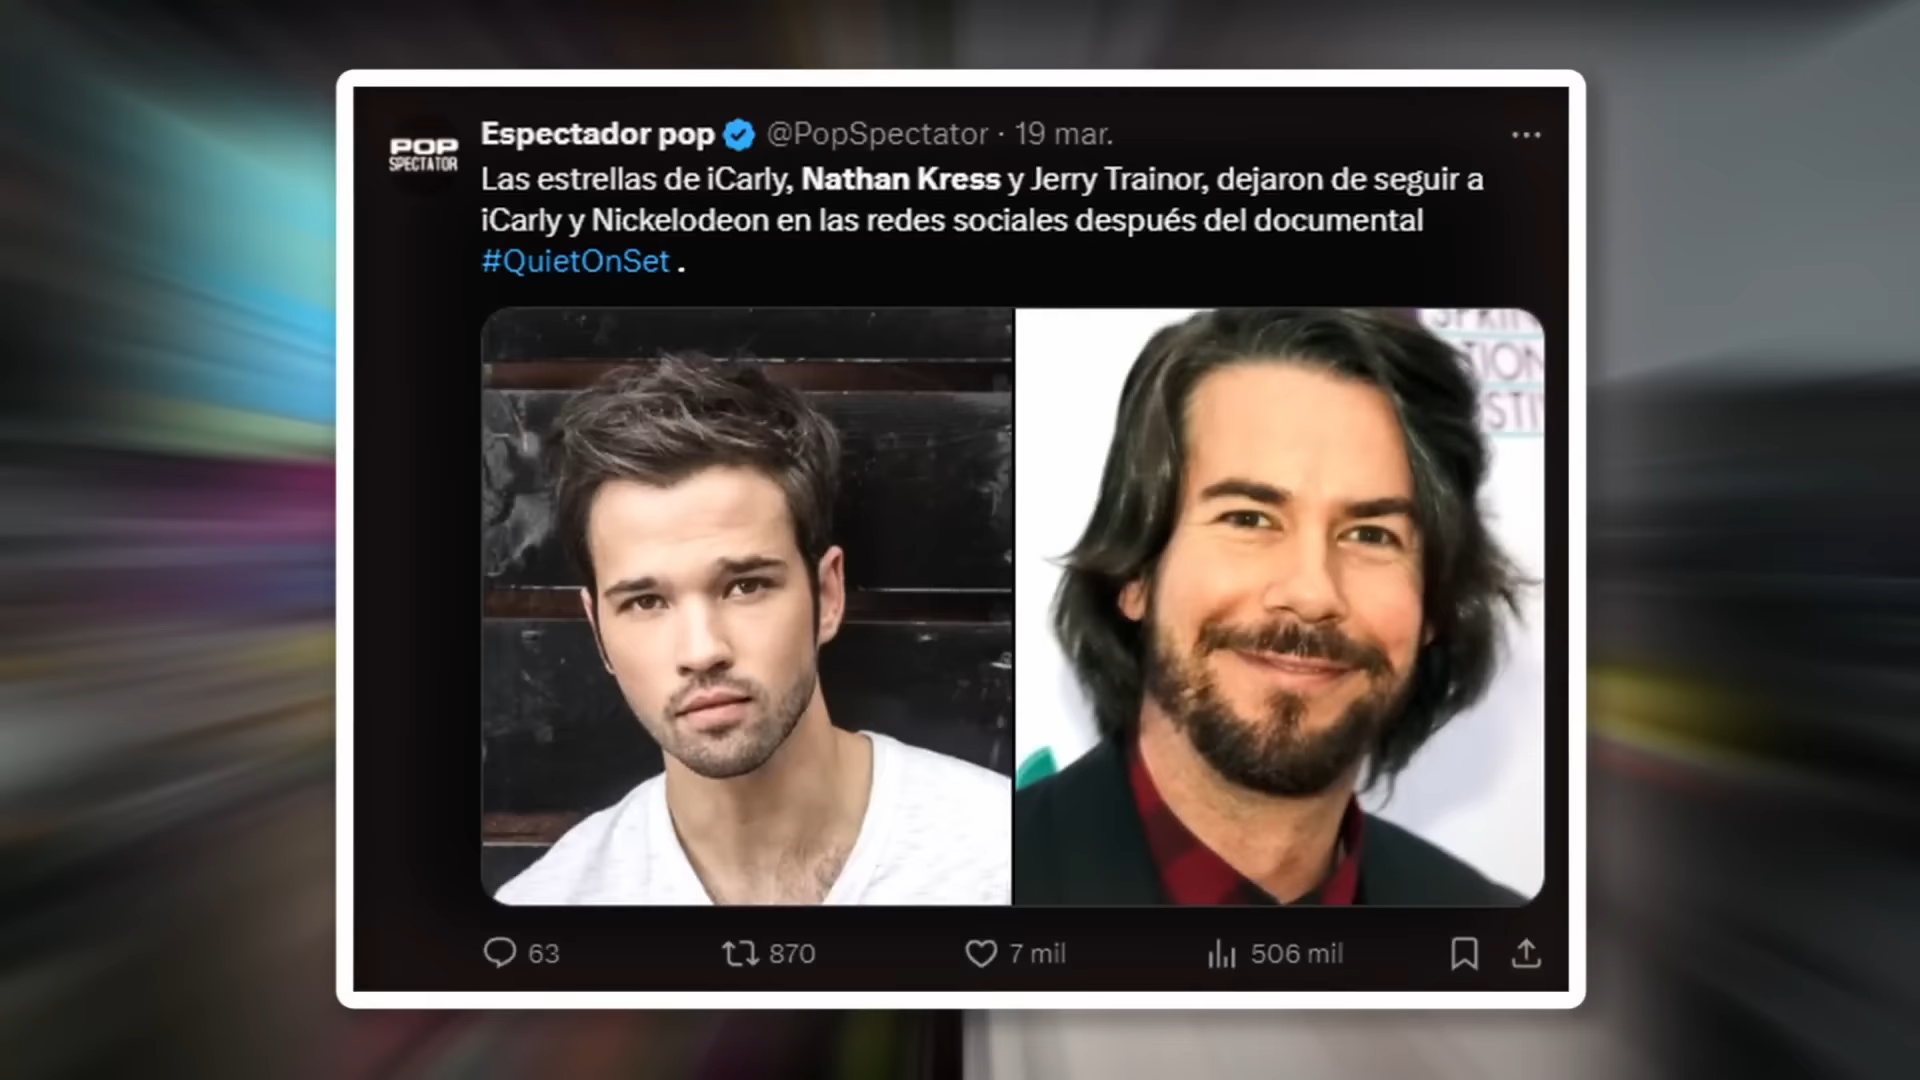 POP
SPECTATOR
Espectador pop @PopSpectator · 19 mar.
Las estrellas de iCarly, Nathan Kress y Jerry Trainor, dejaron de seguir a
iCarly y Nickelodeon en las redes sociales después del documental
#QuietOnSet .
63 870 7 mil 506 mil